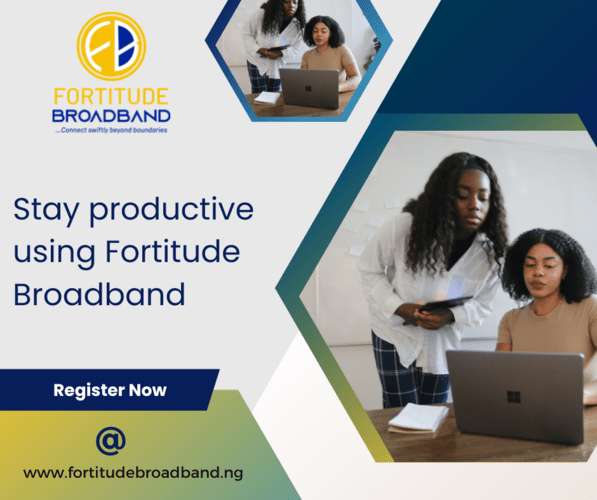 FORTITUDE
BROADBAND
...Connect swiftly beyond boundaries
Stay productive
using Fortitude
Broadband
Register Now
@
www.fortitudebroadband.ng